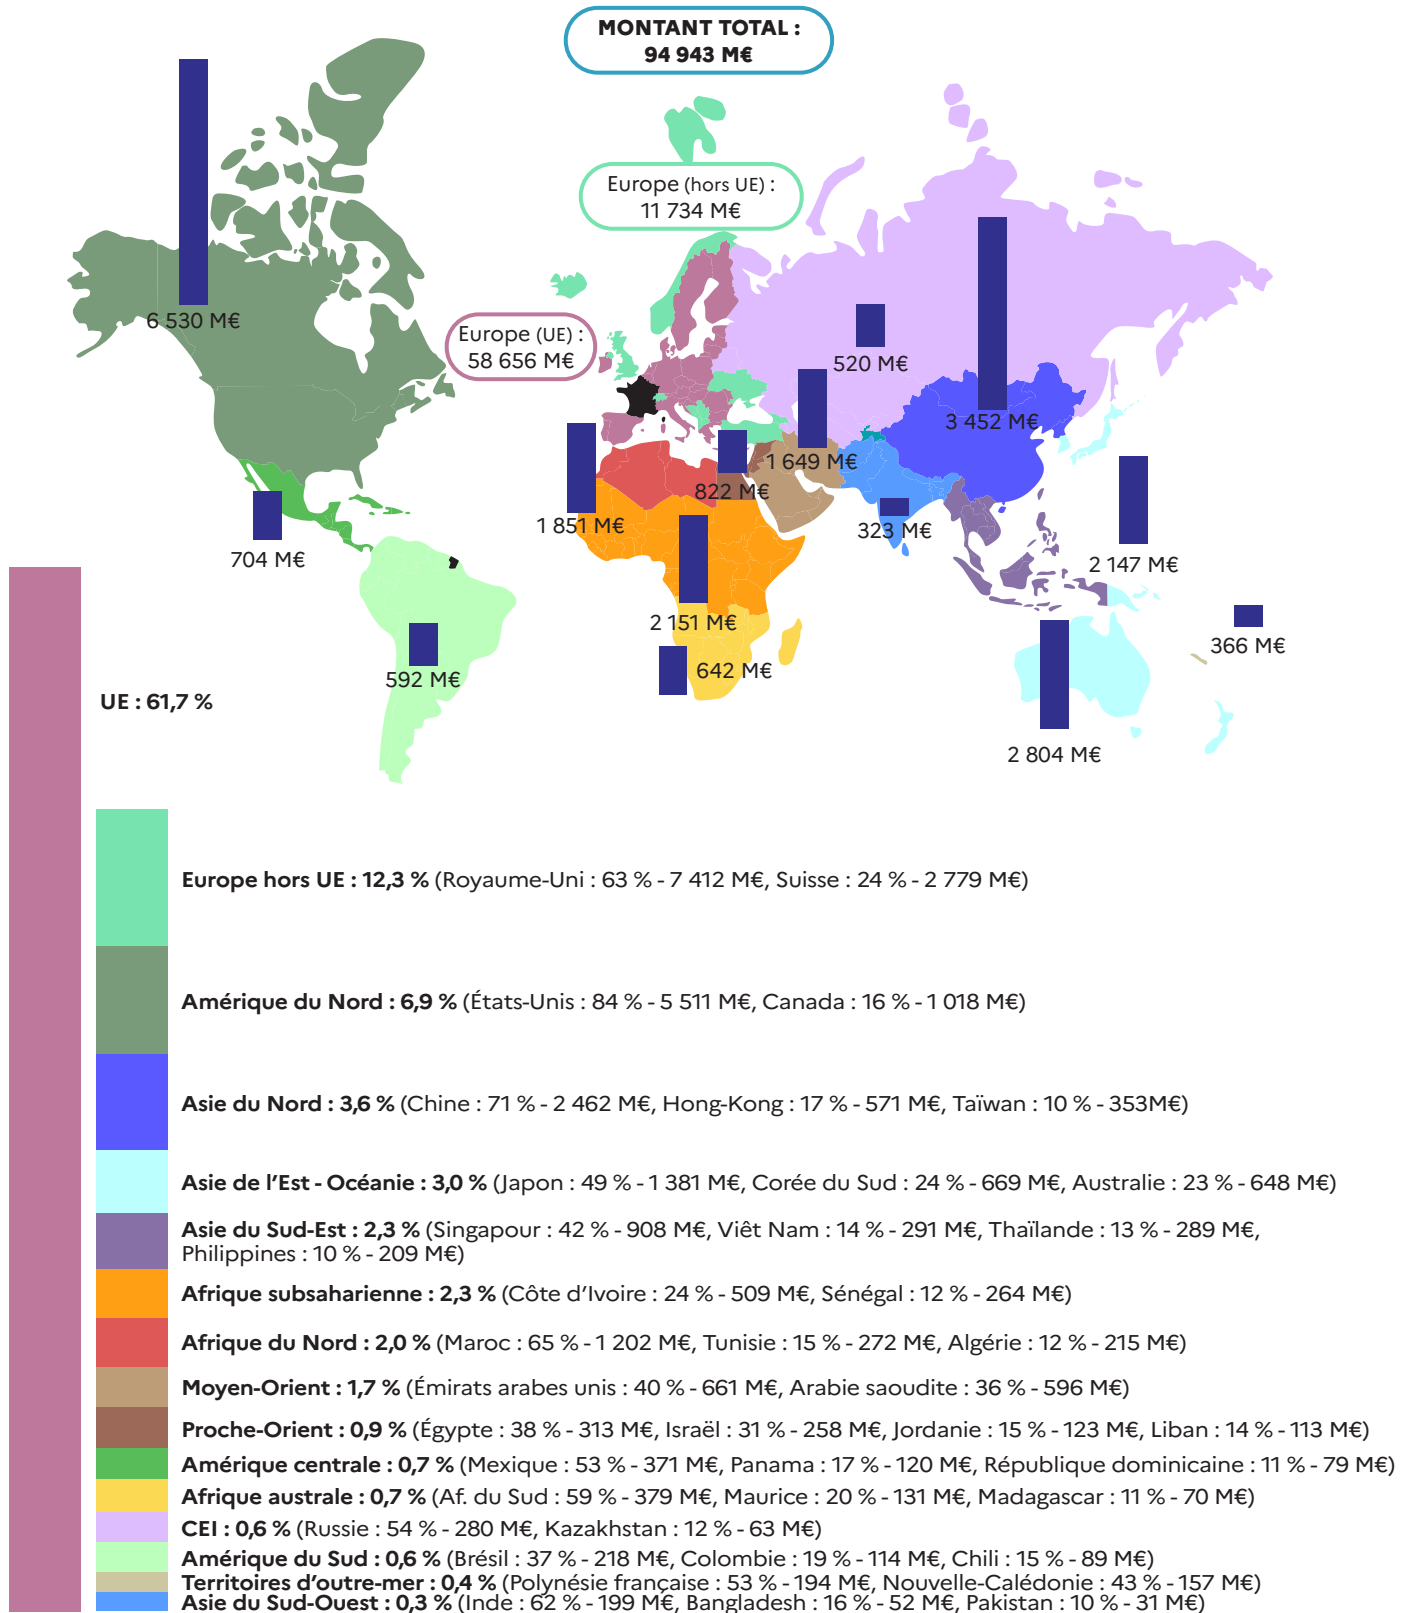 MONTANT TOTAL :
94 943 M€
Europe (hors UE) :
11 734 M€
6 530 M€
Europe (UE) :
58 656 M€
520 M€
3 452 M€
1 649 M€
822 M€
1 851 M€
323 M€
704 M€
2 147 M€
2 151 M€
366 M€
592 M€
642 M€
UE : 61,7 %
2 804 M€
Europe hors UE : 12,3 % (Royaume-Uni : 63 % - 7 412 M€, Suisse : 24 % - 2 779 M€)
Amérique du Nord : 6,9 % (États-Unis : 84 % - 5 511 M€, Canada : 16 % - 1 018 M€)
Asie du Nord : 3,6 % (Chine : 71 % - 2 462 M€, Hong-Kong : 17 % - 571 M€, Taïwan : 10 % - 353M€)
Asie de l'Est - Océanie : 3,0 % (Japon : 49 % - 1 381 M€, Corée du Sud : 24 % - 669 M€, Australie : 23 % - 648 M€)
Asie du Sud-Est : 2,3 % (Singapour : 42 % - 908 M€, Viêt Nam : 14 % - 291 M€, Thaïlande : 13 % - 289 M€,
Philippines : 10 % - 209 M€)
Afrique subsaharienne : 2,3 % (Côte d'Ivoire : 24 % - 509 M€, Sénégal : 12 % - 264 M€)
Afrique du Nord : 2,0 % (Maroc : 65 % - 1 202 M€, Tunisie : 15 % - 272 M€, Algérie : 12 % - 215 M€)
Moyen-Orient : 1,7 % (Émirats arabes unis : 40 % - 661 M€, Arabie saoudite : 36 % - 596 M€)
Proche-Orient : 0,9 % (Égypte : 38 % - 313 M€, Israël : 31 % - 258 M€, Jordanie : 15 % - 123 M€, Liban : 14 % - 113 M€)
Amérique centrale : 0,7 % (Mexique : 53 % - 371 M€, Panama : 17 % - 120 M€, République dominicaine : 11 % - 79 M€)
Afrique australe : 0,7 % (Af. du Sud : 59 % - 379 M€, Maurice : 20 % - 131 M€, Madagascar : 11 % - 70 M€)
CEI : 0,6 % (Russie : 54 % - 280 M€, Kazakhstan : 12 % - 63 M€)
Amérique du Sud : 0,6 % (Brésil : 37 % - 218 M€, Colombie : 19 % - 114 M€, Chili : 15 % - 89 M€)
Territoires d'outre-mer : 0,4 % (Polynésie française : 53 % - 194 M€, Nouvelle-Calédonie : 43 % - 157 M€)
Asie du Sud-Ouest : 0,3 % (Inde : 62 % - 199 M€, Bangladesh : 16 % - 52 M€, Pakistan : 10 % - 31 M€)